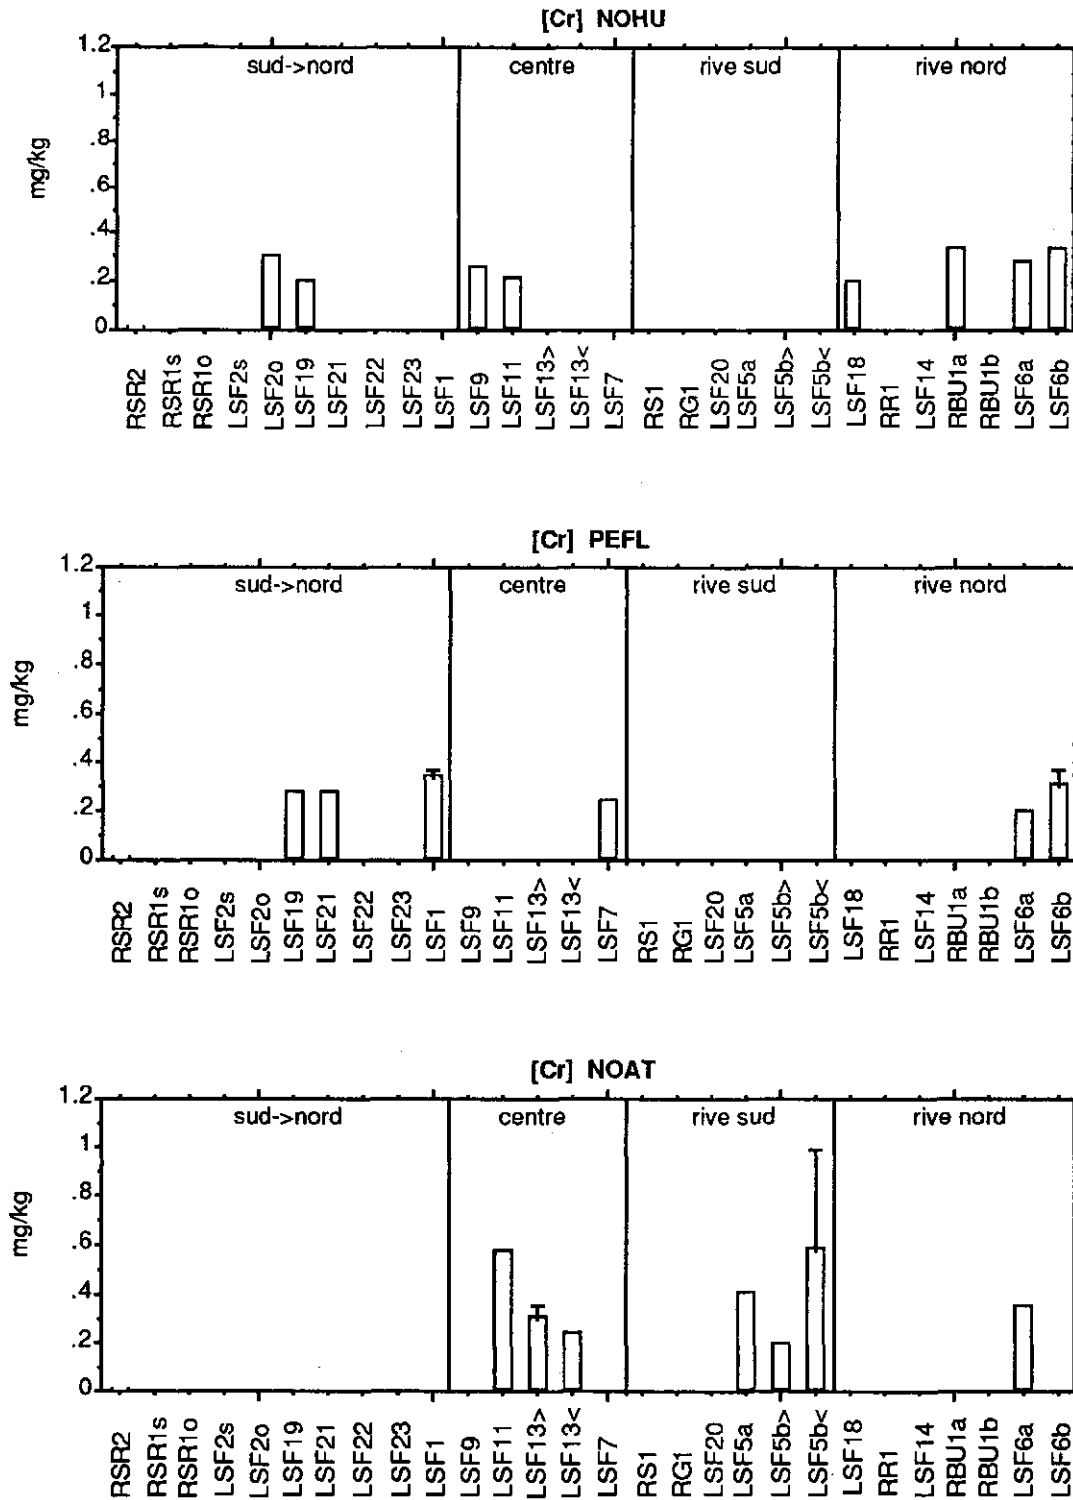 [Cr] NOHU
1.2
sud->nord centre rive sud rive nord
1
.8
mg/kg
.6
.4
.2
0
RSR2 RSR1s RSR1o LSF2s LSF2o LSF19 LSF21 LSF22 LSF23 LSF1 LSF9 LSF11 LSF13> LSF13< LSF7 RS1 RG1 LSF20 LSF5a LSF5b> LSF5b< LSF18 RR1 LSF14 RBU1a RBU1b LSF6a LSF6b
[Cr] PEFL
1.2
sud->nord centre rive sud rive nord
1
.8
mg/kg
.6
.4
.2
0
RSR2 RSR1s RSR1o LSF2s LSF2o LSF19 LSF21 LSF22 LSF23 LSF1 LSF9 LSF11 LSF13> LSF13< LSF7 RS1 RG1 LSF20 LSF5a LSF5b> LSF5b< LSF18 RR1 LSF14 RBU1a RBU1b LSF6a LSF6b
[Cr] NOAT
1.2
sud->nord centre rive sud rive nord
1
.8
mg/kg
.6
.4
.2
0
RSR2 RSR1s RSR1o LSF2s LSF2o LSF19 LSF21 LSF22 LSF23 LSF1 LSF9 LSF11 LSF13> LSF13< LSF7 RS1 RG1 LSF20 LSF5a LSF5b> LSF5b< LSF18 RR1 LSF14 RBU1a RBU1b LSF6a LSF6b